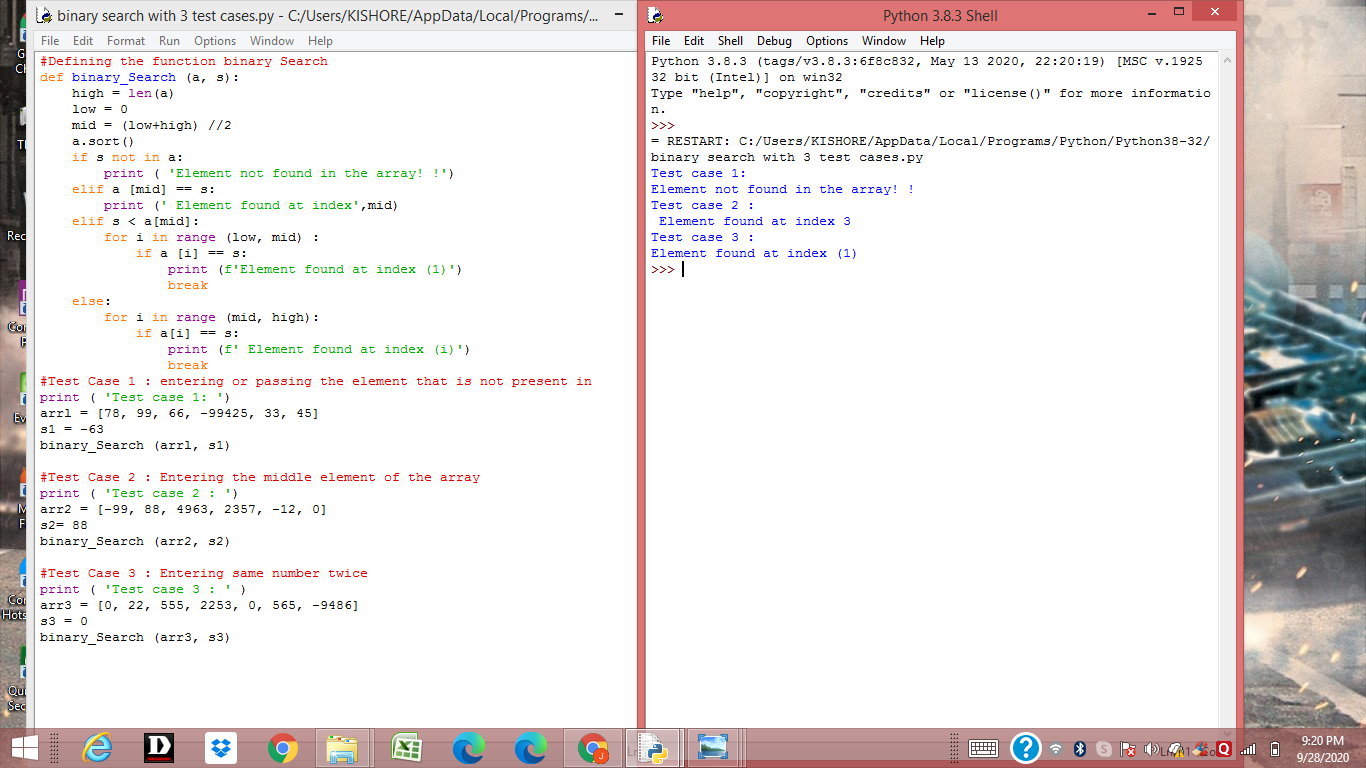 binary search with 3 test cases.py - C:/Users/KISHORE/AppData/Local/Programs/...
File Edit Format Run Options Window Help
#Defining the function binary Search
def binary_Search (a, s):
    high = len(a)
    low = 0
    mid = (low+high) //2
    a.sort()
    if s not in a:
        print ( 'Element not found in the array! !')
    elif a [mid] == s:
        print (' Element found at index',mid)
    elif s < a[mid]:
        for i in range (low, mid) :
            if a [i] == s:
                print (f'Element found at index (1)')
                break
    else:
        for i in range (mid, high):
            if a[i] == s:
                print (f' Element found at index (i)')
                break
#Test Case 1 : entering or passing the element that is not present in
print ( 'Test case 1: ')
arrl = [78, 99, 66, -99425, 33, 45]
s1 = -63
binary_Search (arrl, s1)
#Test Case 2 : Entering the middle element of the array
print ( 'Test case 2 : ')
arr2 = [-99, 88, 4963, 2357, -12, 0]
s2= 88
binary_Search (arr2, s2)
#Test Case 3 : Entering same number twice
print ( 'Test case 3 : ' )
arr3 = [0, 22, 555, 2253, 0, 565, -9486]
s3 = 0
binary_Search (arr3, s3)
Python 3.8.3 Shell
File Edit Shell Debug Options Window Help
Python 3.8.3 (tags/v3.8.3:6f8c832, May 13 2020, 22:20:19) [MSC v.1925
32 bit (Intel)] on win32
Type "help", "copyright", "credits" or "license()" for more informatio
n.
>>>
= RESTART: C:/Users/KISHORE/AppData/Local/Programs/Python/Python38-32/
binary search with 3 test cases.py
Test case 1:
Element not found in the array! !
Test case 2 :
 Element found at index 3
Test case 3 :
Element found at index (1)
>>>
Rec
Hots
Sec
D
J
Q
9:20 PM
9/28/2020